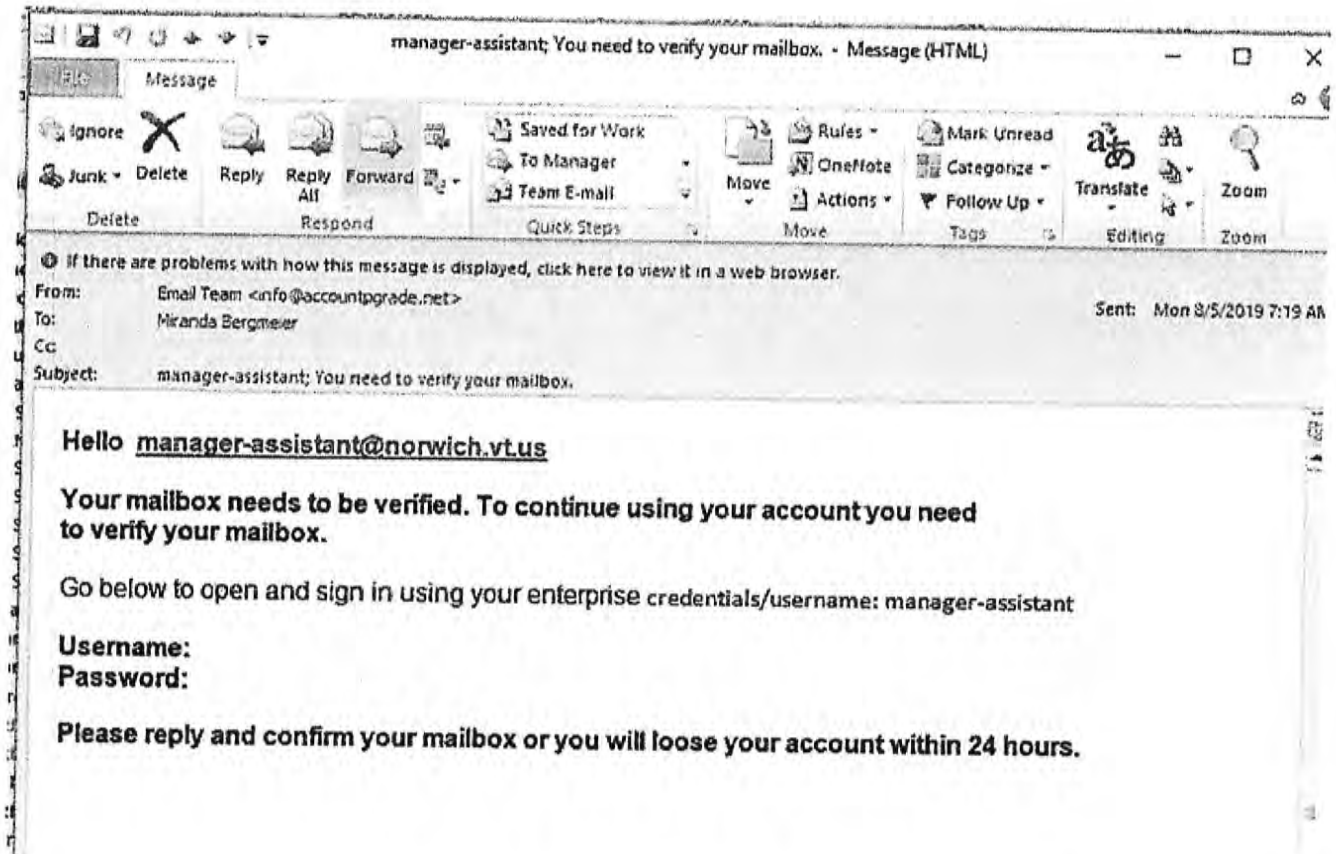 manager-assistant; You need to verify your mailbox. - Message (HTML)
File Message
Ignore
Junk Delete Reply Reply All Forward
Saved for Work
To Manager
Team E-mail
Move
Rules
OneNote
Actions
Mark Unread
Categorize
Follow Up
Translate
Zoom
Delete Respond Quick Steps Move Tags Editing Zoom
If there are problems with how this message is displayed, click here to view it in a web browser.
From: Email Team <info@accountpgrade.net>
Sent: Mon 8/5/2019 7:19 AM
To: Miranda Bergmeier
Cc
Subject: manager-assistant; You need to verify your mailbox.
Hello manager-assistant@norwich.vt.us
Your mailbox needs to be verified. To continue using your account you need
to verify your mailbox.
Go below to open and sign in using your enterprise credentials/username: manager-assistant
Username:
Password:
Please reply and confirm your mailbox or you will loose your account within 24 hours.